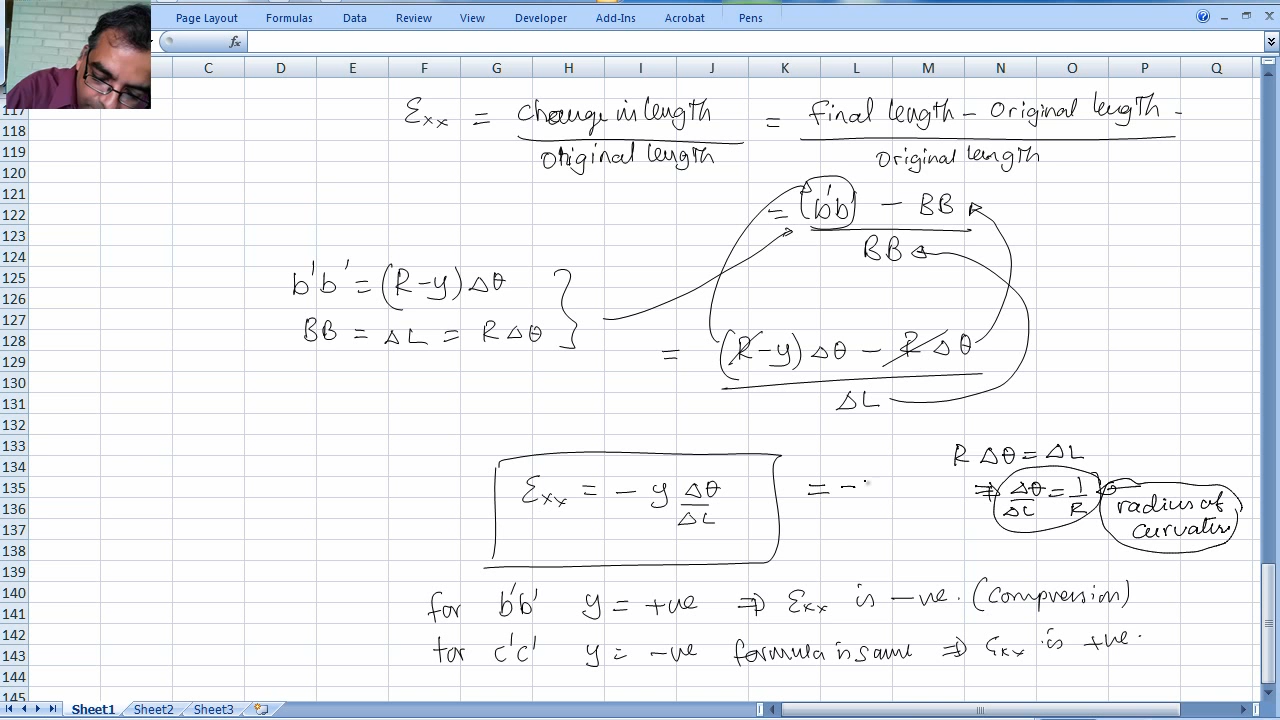 Page Layout Formulas Data Review View Developer Add-Ins Acrobat Pens
fx
C D E F G H I J K L M N O P Q
117
118
119
120
121
122
123
124
125
126
127
128
129
130
131
132
133
134
135
136
137
138
139
140
141
142
143
144
145
Ɛxx = Change in length / original length = final length - original length / original length
= b'b' - BB / BB
b'b' = (R-y) Δθ
BB = ΔL = R Δθ
= (R-y) Δθ - R Δθ / ΔL
R Δθ = ΔL
Ɛxx = - y Δθ/ΔL = -
⇒ Δθ/ΔL = 1/R
radius of
curvature
for b'b' y = +ve ⇒ Ɛxx is -ve. (compression)
for c'c' y = -ve formula is same ⇒ Ɛxx is +ve.
Sheet1 Sheet2 Sheet3